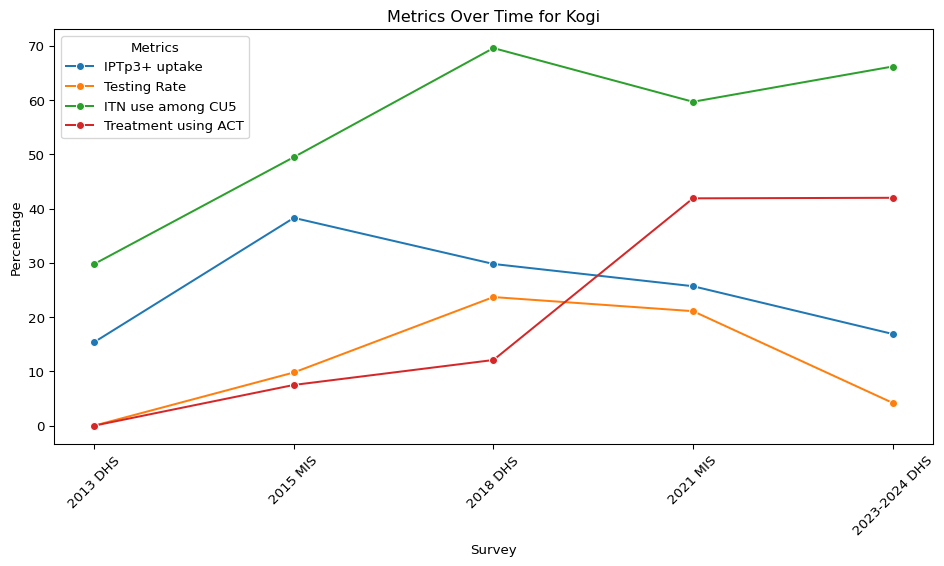 Metrics Over Time for Kogi
Metrics
IPTp3+ uptake
Testing Rate
ITN use among CU5
Treatment using ACT
Percentage
70
60
50
40
30
20
10
0
2013 DHS
2015 MIS
2018 DHS
2021 MIS
2023-2024 DHS
Survey